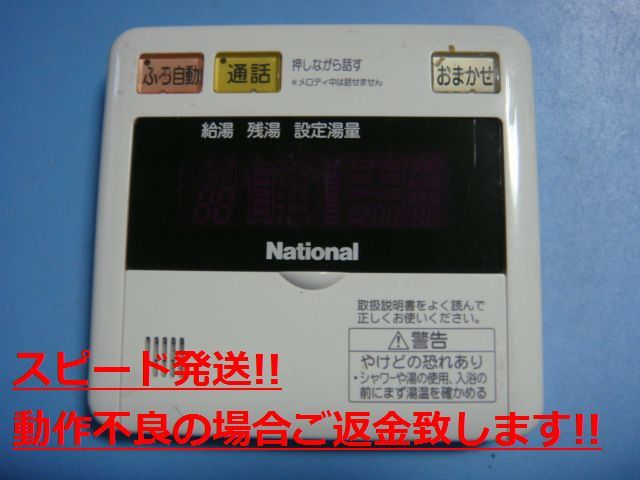 ふろ自動
通話
押しながら話す
※メロディ中は話せません
おまかせ
給湯 残湯 設定湯量
National
取扱説明書をよく読んで
正しくお使いください。
⚠警告
やけどの恐れあり
・シャワーや湯の使用、入浴の
前にまず湯温を確かめる
スピード発送!!
動作不良の場合ご返金致します!!